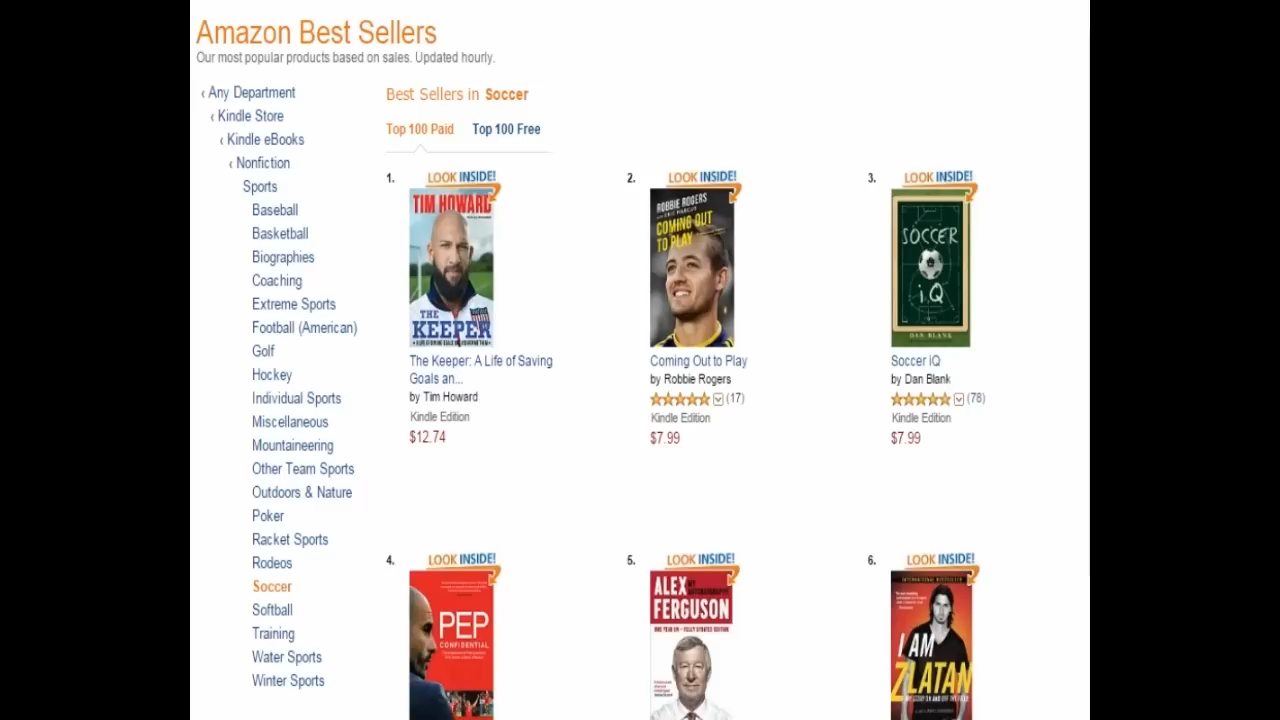 Amazon Best Sellers
Our most popular products based on sales. Updated hourly.
‹ Any Department
‹ Kindle Store
‹ Kindle eBooks
‹ Nonfiction
Sports
Baseball
Basketball
Biographies
Coaching
Extreme Sports
Football (American)
Golf
Hockey
Individual Sports
Miscellaneous
Mountaineering
Other Team Sports
Outdoors & Nature
Poker
Racket Sports
Rodeos
Soccer
Softball
Training
Water Sports
Winter Sports
Best Sellers in Soccer
Top 100 Paid Top 100 Free
1.
LOOK INSIDE!
TIM HOWARD
THE
KEEPER
The Keeper: A Life of Saving
Goals an...
by Tim Howard
Kindle Edition
$12.74
2.
LOOK INSIDE!
ROBBIE ROGERS
WITH ERIC MARCUS
COMING OUT
TO PLAY
Coming Out to Play
by Robbie Rogers
(17)
Kindle Edition
$7.99
3.
LOOK INSIDE!
SOCCER
i.Q
DAN BLANK
Soccer iQ
by Dan Blank
(78)
Kindle Edition
$7.99
4.
LOOK INSIDE!
PEP
CONFIDENTIAL
5.
LOOK INSIDE!
ALEX
MY
AUTOBIOGRAPHY
FERGUSON
6.
LOOK INSIDE!
INTERNATIONAL BESTSELLER
I AM
ZLATAN